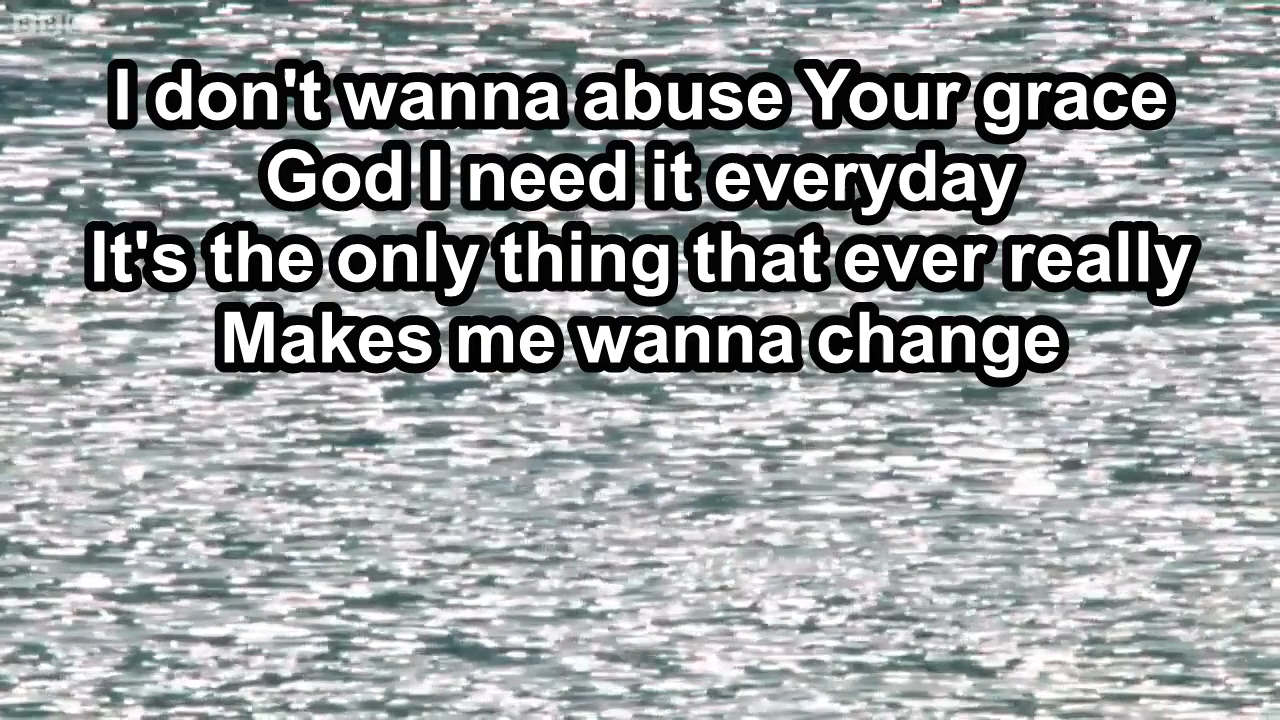 BBC
I don't wanna abuse Your grace
God I need it everyday
It's the only thing that ever really
Makes me wanna change